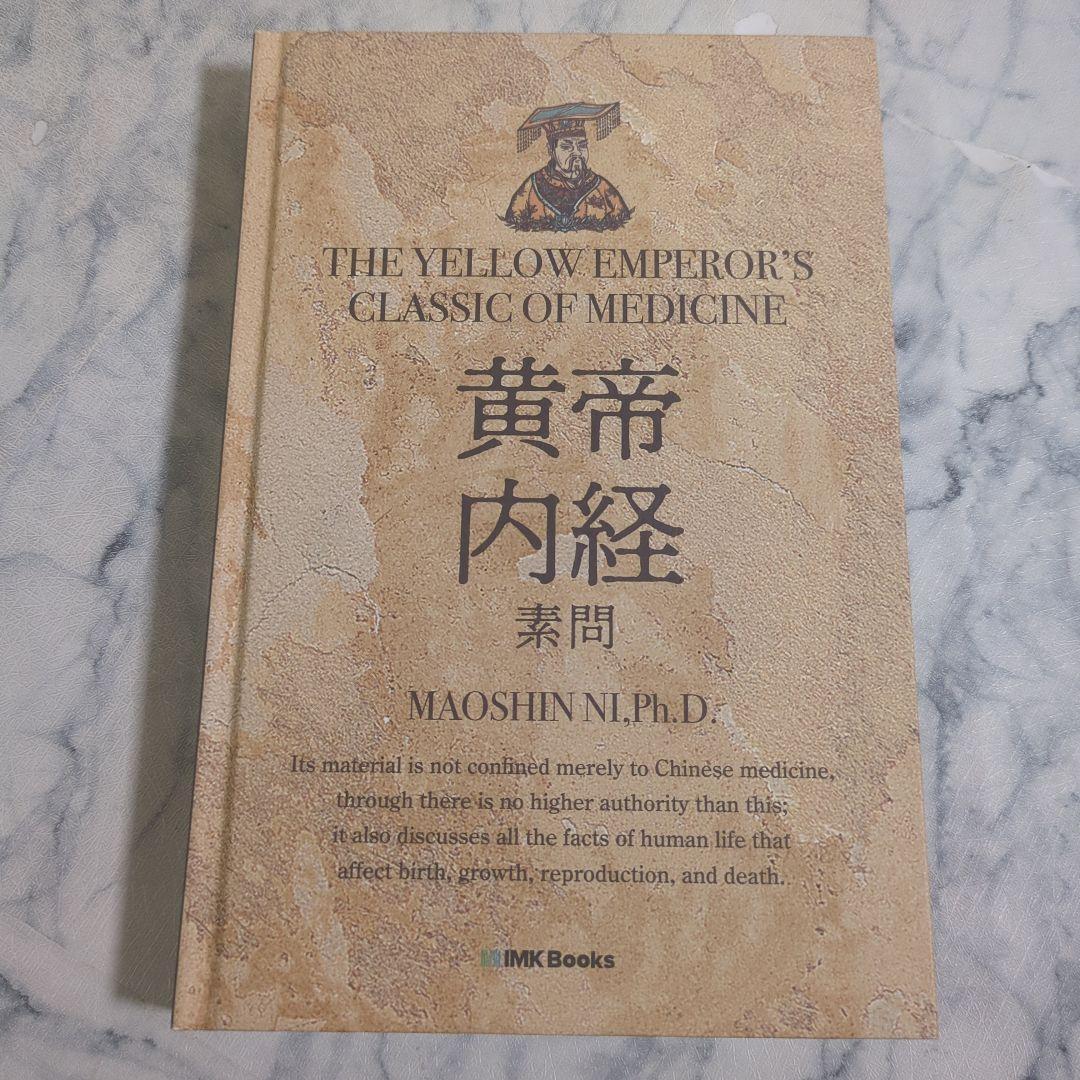 THE YELLOW EMPEROR'S
CLASSIC OF MEDICINE
黄帝
内経
素問
MAOSHIN NI,Ph.D.
Its material is not confined merely to Chinese medicine,
through there is no higher authority than this;
it also discusses all the facts of human life that
affect birth, growth, reproduction, and death.
IMK Books